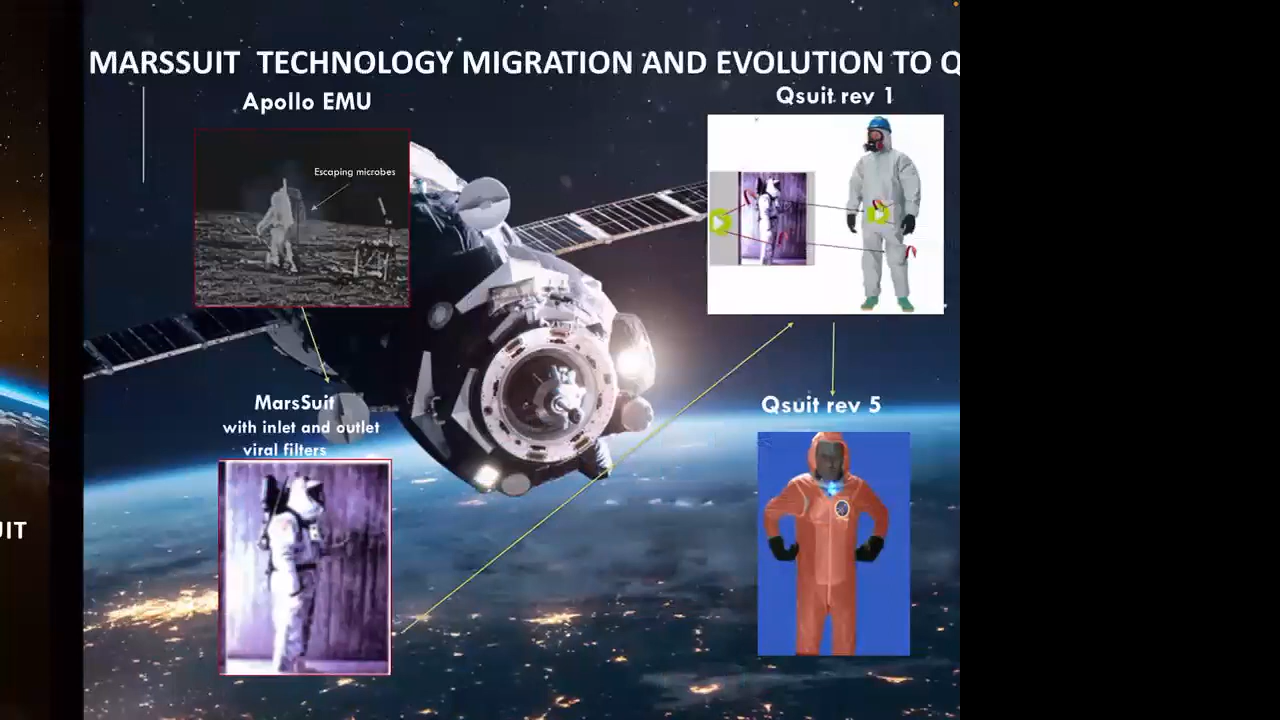 MARSSUIT TECHNOLOGY MIGRATION AND EVOLUTION TO Q
Apollo EMU
Escaping microbes
Qsuit rev 1
MarsSuit
with inlet and outlet
viral filters
Qsuit rev 5
UIT